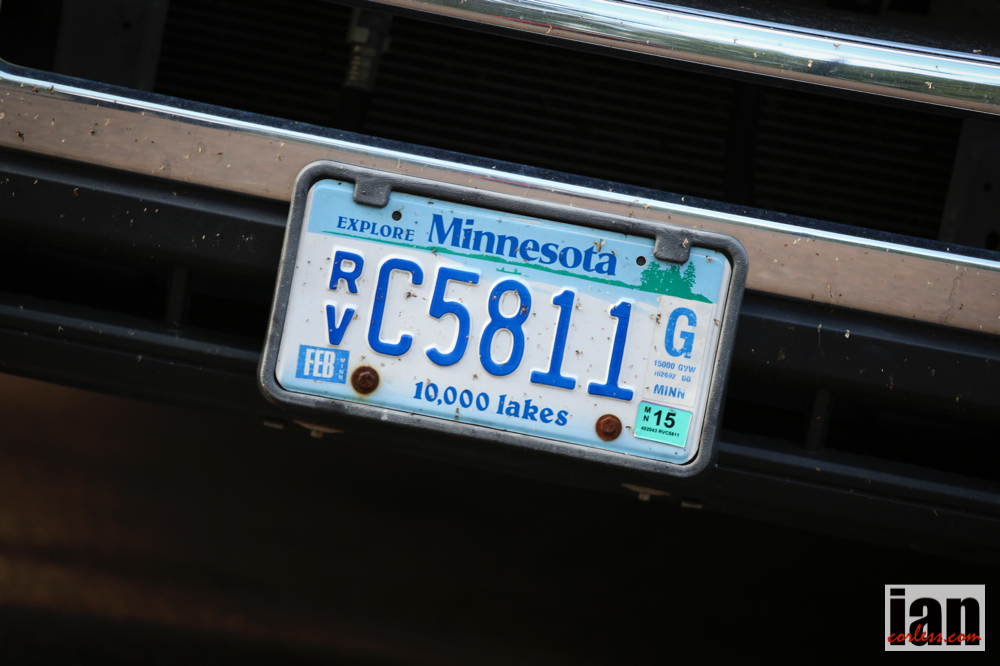 EXPLORE Minnesota
RV C5811
G
15000 GVW
MINN
FEB
10,000 lakes
MN 15
ian
corless.com